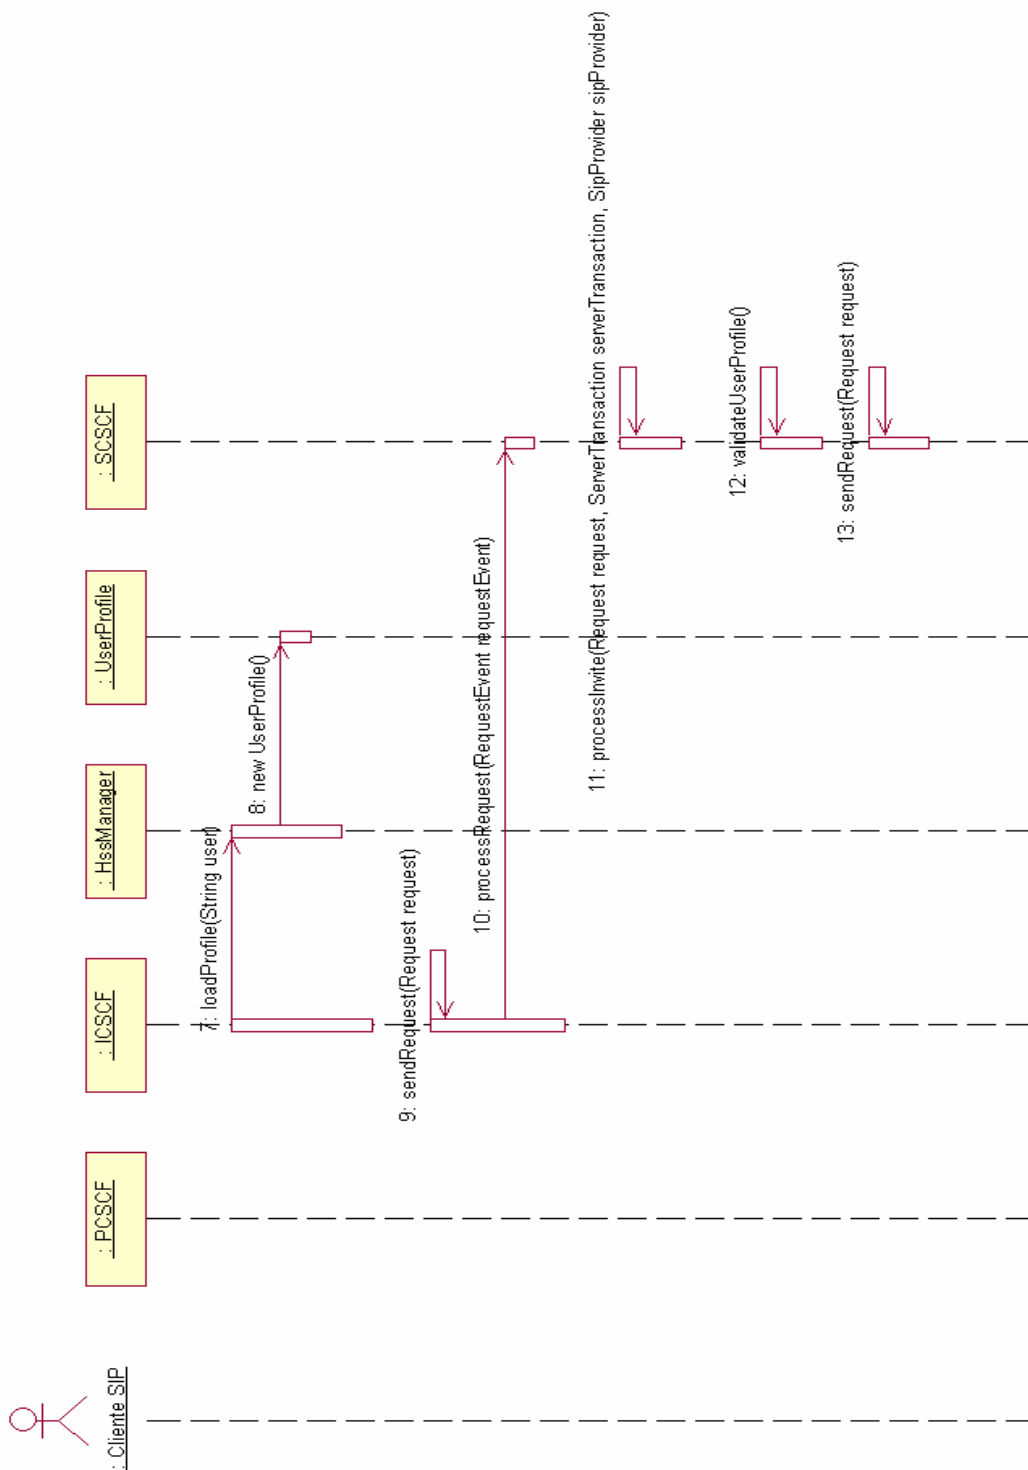 : Cliente SIP
: PCSCF
: ICSCF
: HssManager
: UserProfile
: SCSCF
7: loadProfile(String user)
8: new UserProfile()
9: sendRequest(Request request)
10: processRequest(RequestEvent requestEvent)
11: processInvite(Request request, ServerTransaction serverTransaction, SipProvider sipProvider)
12: validateUserProfile()
13: sendRequest(Request request)